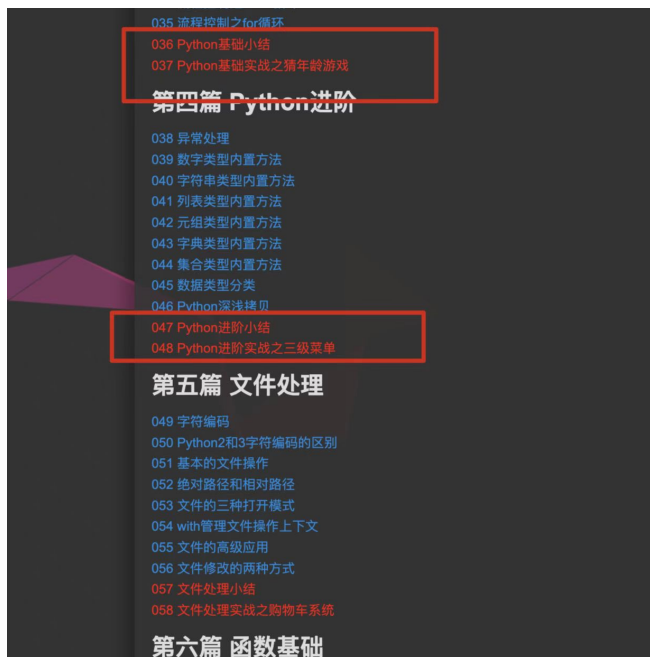 035 流程控制之for循环
036 Python基础小结
037 Python基础实战之猜年龄游戏
第四篇 Python进阶
038 异常处理
039 数字类型内置方法
040 字符串类型内置方法
041 列表类型内置方法
042 元组类型内置方法
043 字典类型内置方法
044 集合类型内置方法
045 数据类型分类
046 Python深浅拷贝
047 Python进阶小结
048 Python进阶实战之三级菜单
第五篇 文件处理
049 字符编码
050 Python2和3字符编码的区别
051 基本的文件操作
052 绝对路径和相对路径
053 文件的三种打开模式
054 with管理文件操作上下文
055 文件的高级应用
056 文件修改的两种方式
057 文件处理小结
058 文件处理实战之购物车系统
第六篇 函数基础